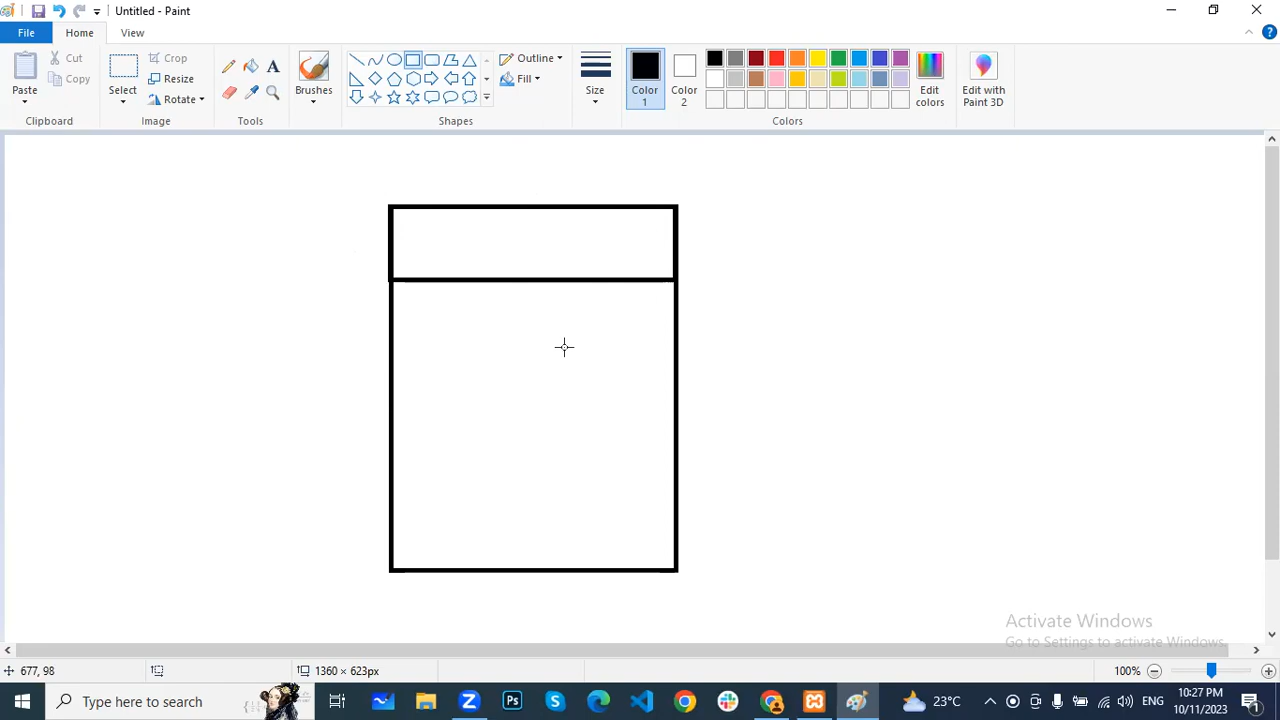 Untitled - Paint
File
Home
View
Paste
Cut
Copy
Clipboard
Select
Crop
Resize
Rotate
Image
A
Tools
Brushes
Outline
Fill
Shapes
Size
Color 1
Color 2
Edit colors
Colors
Edit with Paint 3D
Activate Windows
Go to Settings to activate Windows.
677, 98
1360 × 623px
100%
Type here to search
23°C
ENG
10:27 PM
10/11/2023